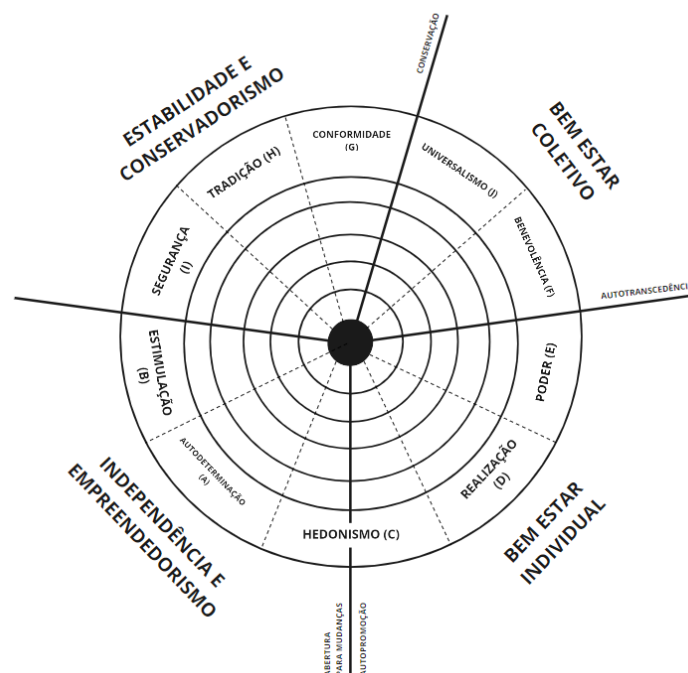 CONSERVAÇÃO
ESTABILIDADE E
CONSERVADORISMO
BEM ESTAR
COLETIVO
CONFORMIDADE
(G)
TRADIÇÃO (H)
UNIVERSALISMO (J)
SEGURANÇA
(I)
BENEVOLÊNCIA (F)
AUTOTRANSCEDÊNCI
ESTIMULAÇÃO
(B)
PODER (E)
AUTODETERMINAÇÃO
(A)
REALIZAÇÃO
(D)
HEDONISMO (C)
INDEPENDÊNCIA E
EMPREENDEDORISMO
BEM ESTAR
INDIVIDUAL
ABERTURA
PARA MUDANÇAS
AUTOPROMOÇÃO